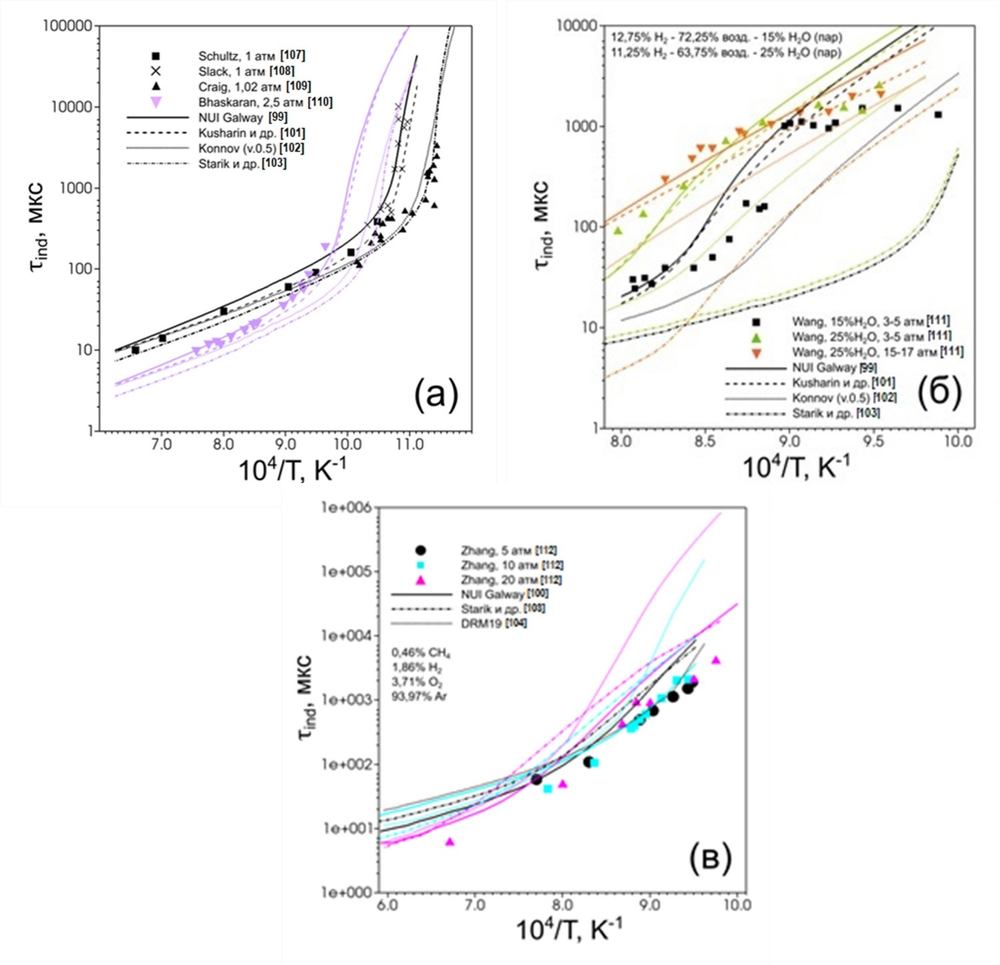 100000
10000
1000
100
10
1
τind, мкс
Schultz, 1 атм [107]
Slack, 1 атм [108]
Craig, 1,02 атм [109]
Bhaskaran, 2,5 атм [110]
NUI Galway [99]
Kusharin и др. [101]
Konnov (v.0.5) [102]
Starik и др. [103]
(а)
7.0 8.0 9.0 10.0 11.0
10⁴/T, K⁻¹
10000
1000
100
10
1
τind, мкс
12,75% H₂ - 72,25% возд. - 15% H₂O (пар)
11,25% H₂ - 63,75% возд. - 25% H₂O (пар)
Wang, 15%H₂O, 3-5 атм [111]
Wang, 25%H₂O, 3-5 атм [111]
Wang, 25%H₂O, 15-17 атм [111]
NUI Galway [99]
Kusharin и др. [101]
Konnov (v.0.5) [102]
Starik и др. [103]
(б)
8.0 8.5 9.0 9.5 10.0
10⁴/T, K⁻¹
1e+006
1e+005
1e+004
1e+003
1e+002
1e+001
1e+000
τind, мкс
Zhang, 5 атм [112]
Zhang, 10 атм [112]
Zhang, 20 атм [112]
NUI Galway [100]
Starik и др. [103]
DRM19 [104]
0,46% CH₄
1,86% H₂
3,71% O₂
93,97% Ar
(в)
6.0 7.0 8.0 9.0 10.0
10⁴/T, K⁻¹